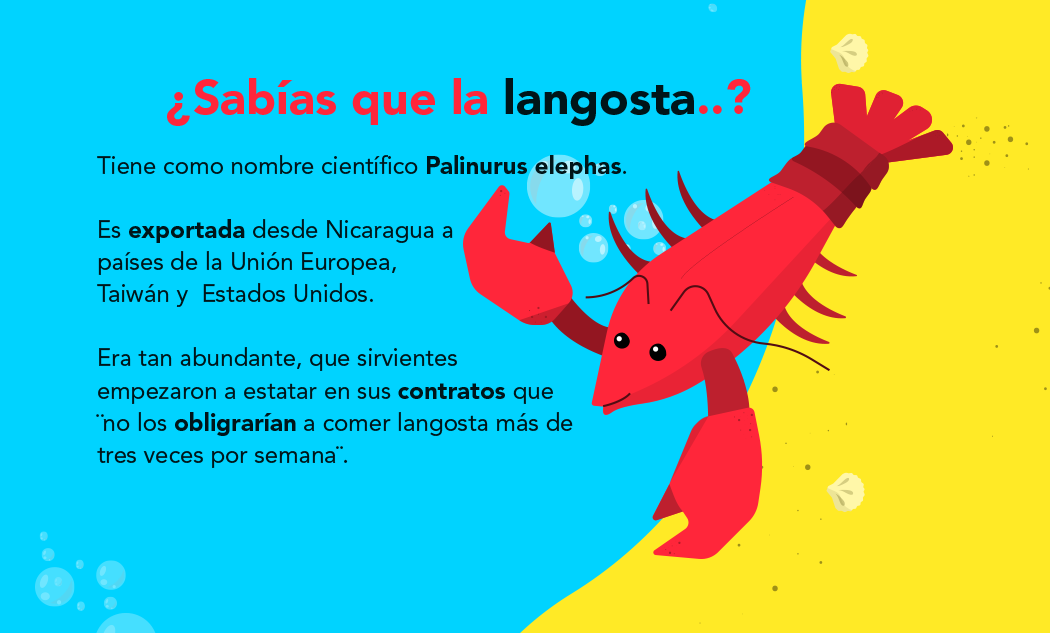 ¿Sabías que la langosta..?
Tiene como nombre científico Palinurus elephas.
Es exportada desde Nicaragua a
países de la Unión Europea,
Taiwán y  Estados Unidos.
Era tan abundante, que sirvientes
empezaron a estatar en sus contratos que
¨no los obligrarían a comer langosta más de
tres veces por semana¨.